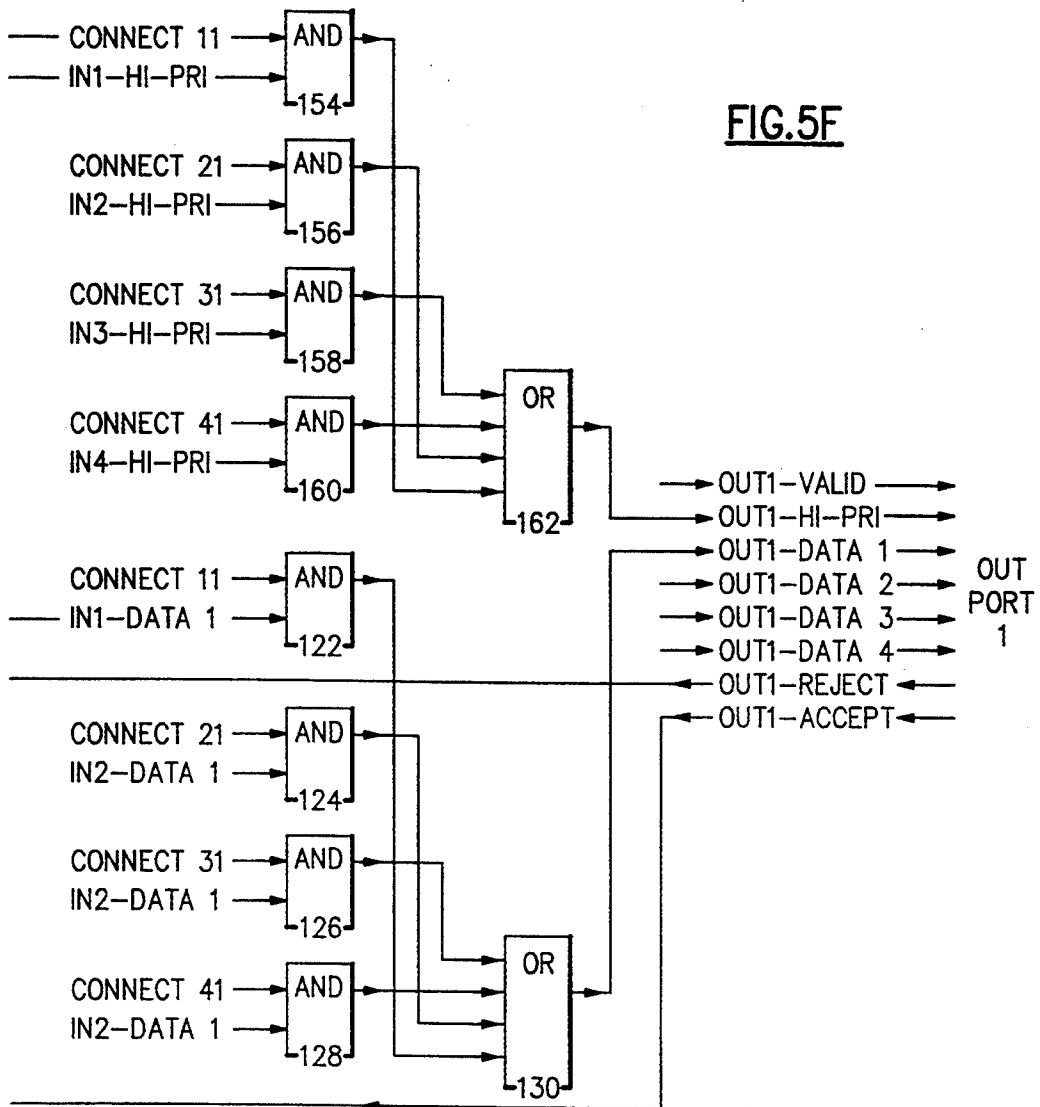 FIG.5F
CONNECT 11
IN1-HI-PRI
AND
154
CONNECT 21
IN2-HI-PRI
AND
156
CONNECT 31
IN3-HI-PRI
AND
158
CONNECT 41
IN4-HI-PRI
AND
160
OR
162
CONNECT 11
IN1-DATA 1
AND
122
CONNECT 21
IN2-DATA 1
AND
124
CONNECT 31
IN2-DATA 1
AND
126
CONNECT 41
IN2-DATA 1
AND
128
OR
130
OUT1-VALID
OUT1-HI-PRI
OUT1-DATA 1
OUT1-DATA 2
OUT1-DATA 3
OUT1-DATA 4
OUT1-REJECT
OUT1-ACCEPT
OUT
PORT
1